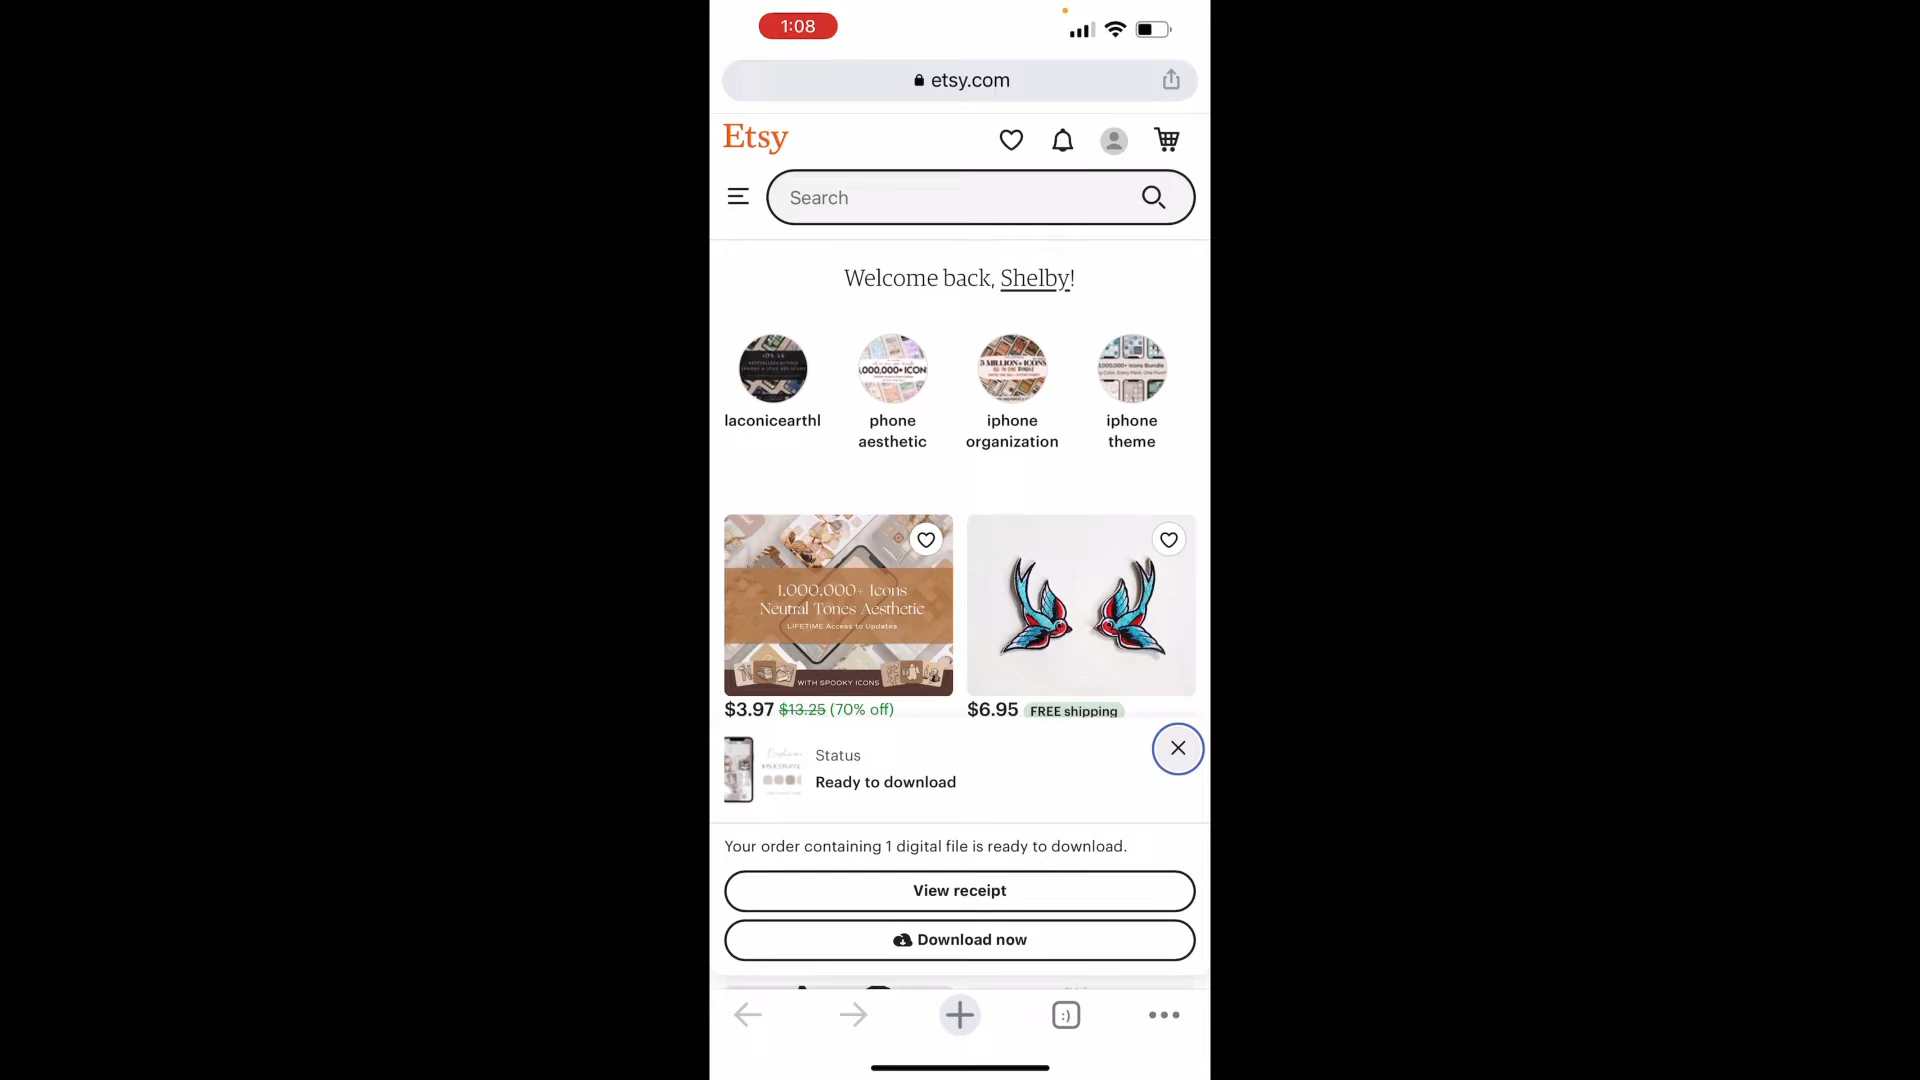 1:08
etsy.com
Etsy
Search
Welcome back, Shelby!
laconicearthl
phone
aesthetic
iphone
organization
iphone
theme
1,000,000+ Icons
Neutral Tones Aesthetic
LIFETIME Access to Updates
WITH SPOOKY ICONS
$3.97 $13.25 (70% off)
$6.95 FREE shipping
Status
Ready to download
Your order containing 1 digital file is ready to download.
View receipt
Download now
:)